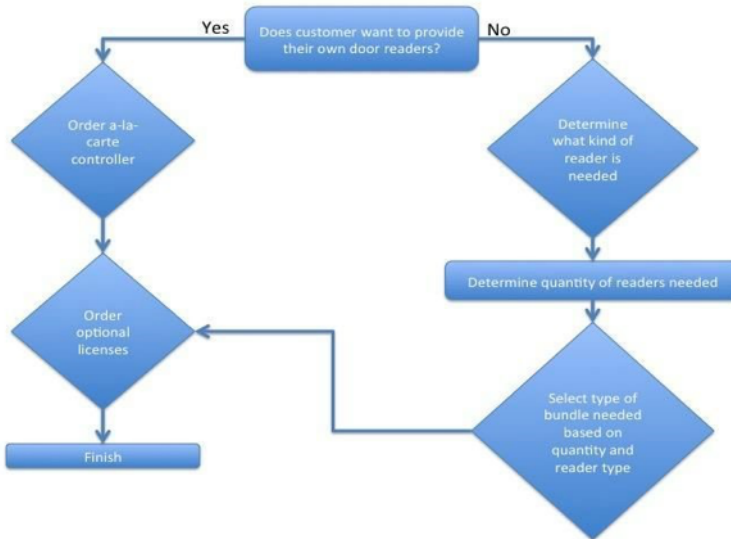 Yes
Does customer want to provide
their own door readers?
No
Order a-la-
carte
controller
Determine
what kind of
reader is
needed
Determine quantity of readers needed
Order
optional
licenses
Select type of
bundle needed
based on
quantity and
reader type
Finish